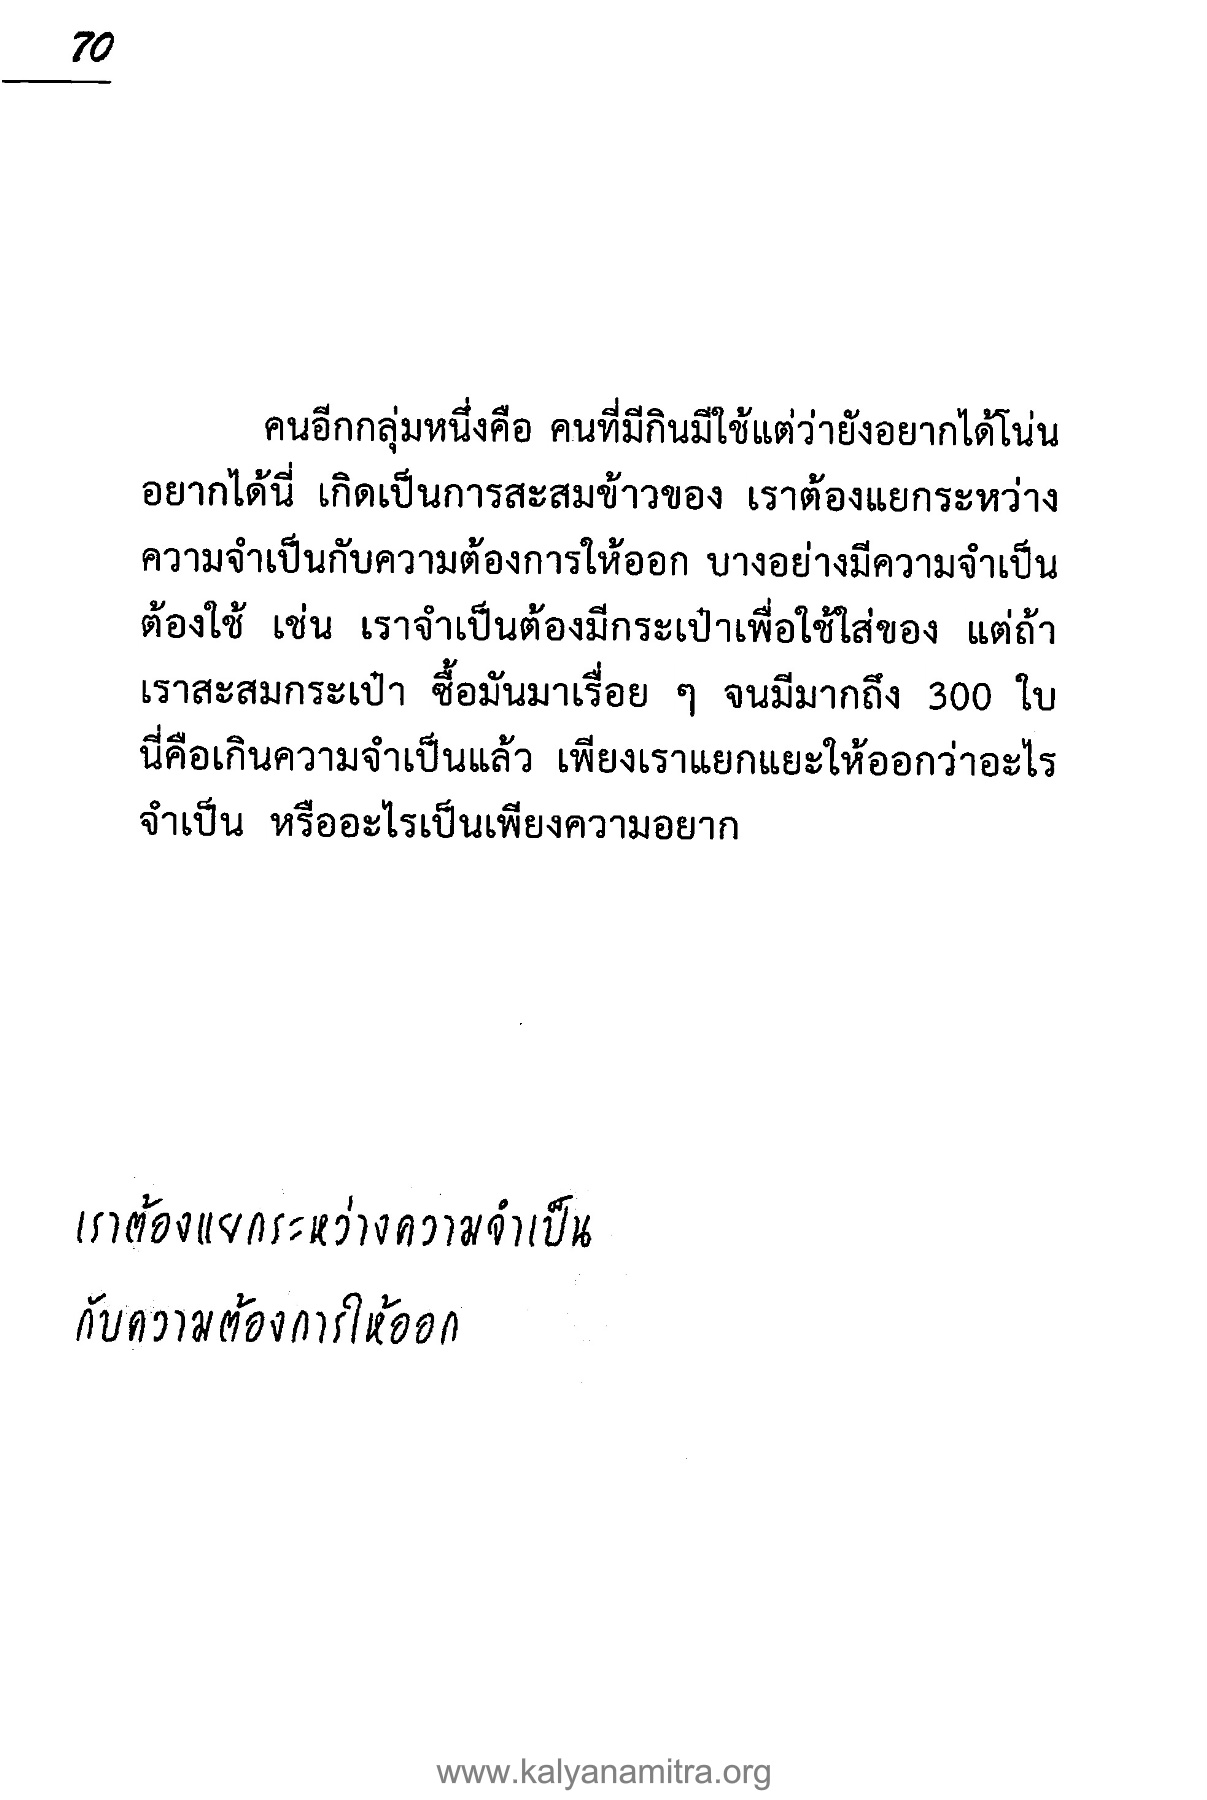 70
คนอีกกลุ่มหนึ่งคือ คนที่มีกินมีใช้แต่ว่ายังอยากได้โน่น
อยากได้นี่ เกิดเป็นการสะสมข้าวของ เราต้องแยกระหว่าง
ความจำเป็นกับความต้องการให้ออก บางอย่างมีความจำเป็น
ต้องใช้ เช่น เราจำเป็นต้องมีกระเป๋าเพื่อใช้ใส่ของ แต่ถ้า
เราสะสมกระเป๋า ซื้อมันมาเรื่อย ๆ จนมีมากถึง 300 ใบ
นี่คือเกินความจำเป็นแล้ว เพียงเราแยกแยะให้ออกว่าอะไร
จำเป็น หรืออะไรเป็นเพียงความอยาก
เราต้องแยกระหว่างความจำเป็น
กับความต้องการให้ออก
www.kalyanamitra.org